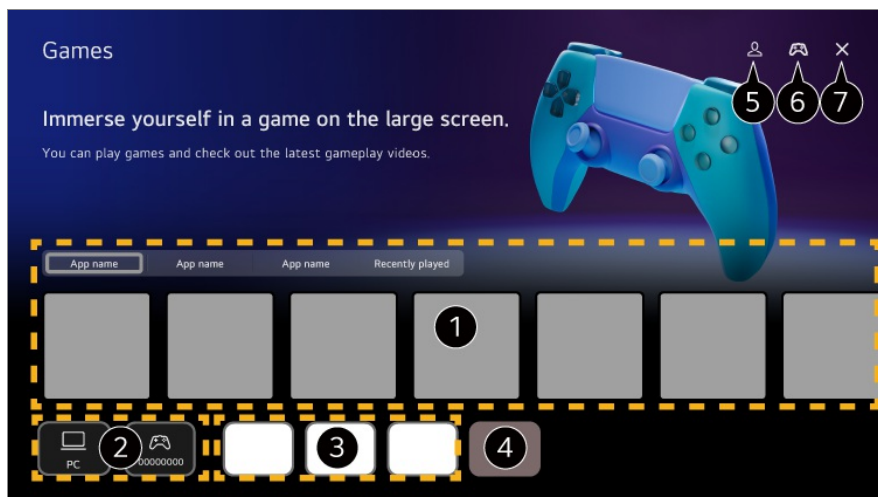 Games
5 6 7
Immerse yourself in a game on the large screen.
You can play games and check out the latest gameplay videos.
App name App name App name Recently played
1
2 3 4
PC 00000000